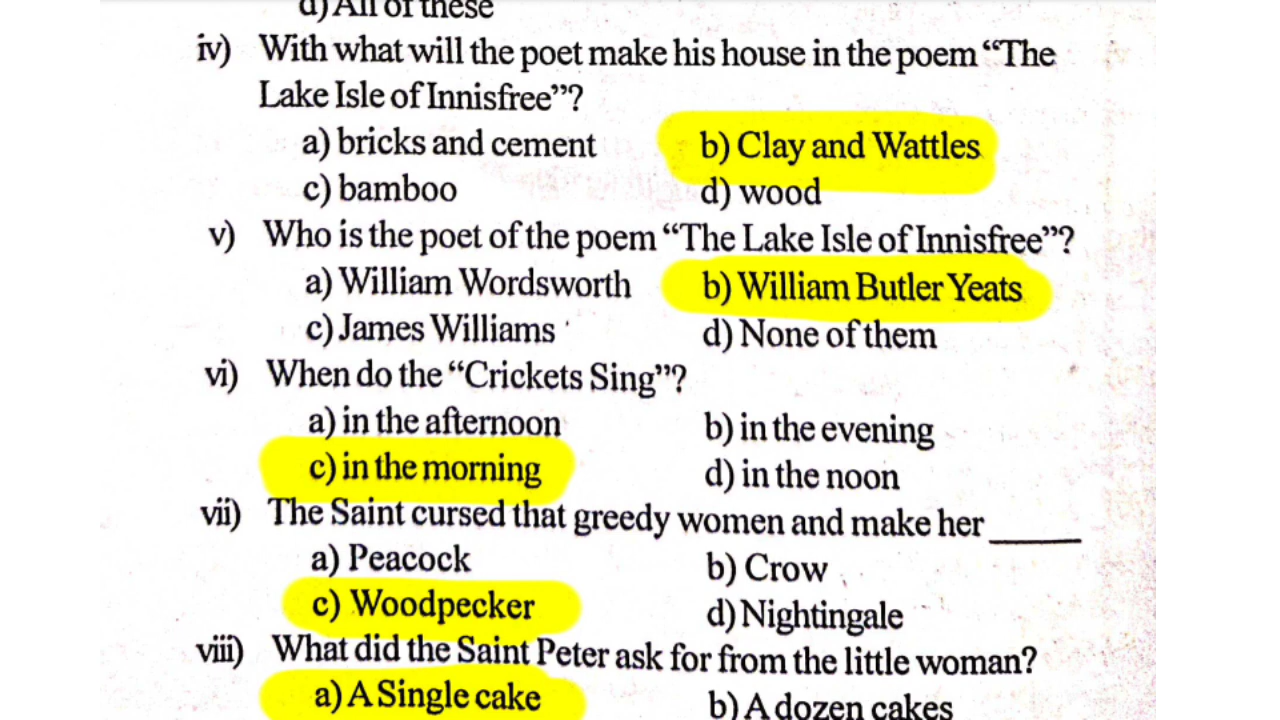 d) All of these
iv) With what will the poet make his house in the poem “The
Lake Isle of Innisfree”?
a) bricks and cement b) Clay and Wattles
c) bamboo d) wood
v) Who is the poet of the poem “The Lake Isle of Innisfree”?
a) William Wordsworth b) William Butler Yeats
c) James Williams d) None of them
vi) When do the “Crickets Sing”?
a) in the afternoon b) in the evening
c) in the morning d) in the noon
vii) The Saint cursed that greedy women and make her ______
a) Peacock b) Crow
c) Woodpecker d) Nightingale
viii) What did the Saint Peter ask for from the little woman?
a) A Single cake b) A dozen cakes